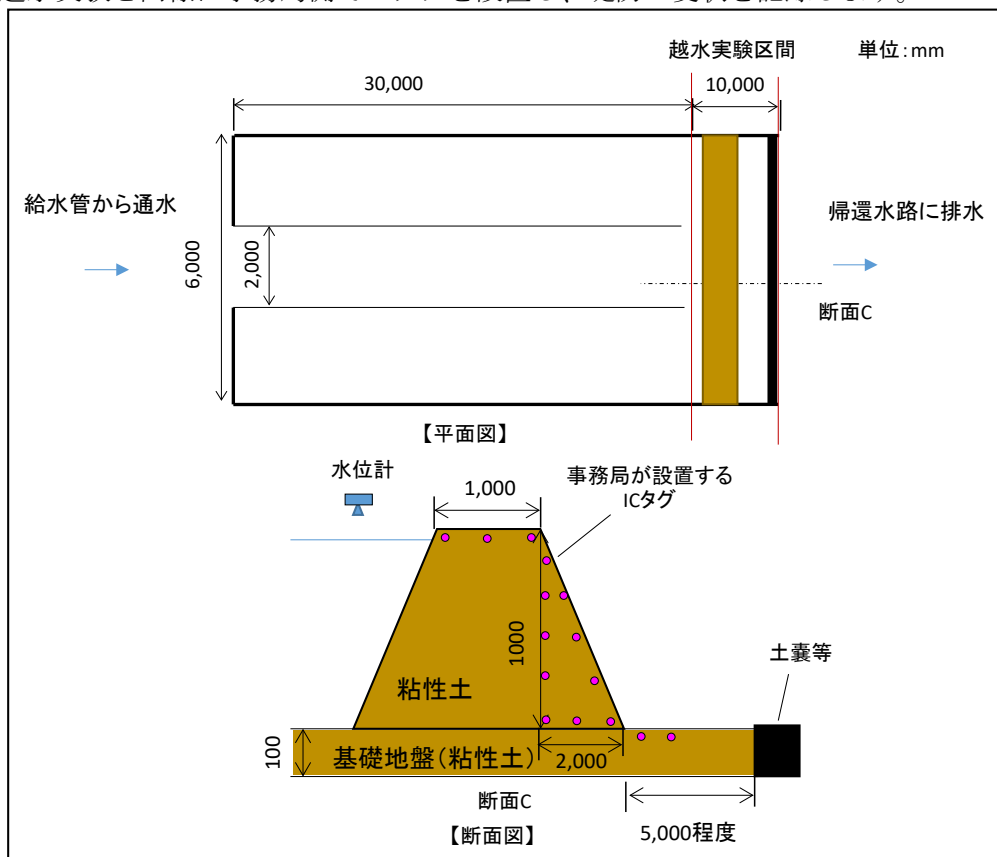 越水実験区間
単位:mm
30,000
10,000
給水管から通水
6,000
2,000
帰還水路に排水
断面C
【平面図】
水位計
1,000
事務局が設置する
ICタグ
1000
粘性土
土嚢等
100
基礎地盤(粘性土)
2,000
断面C
【断面図】
5,000程度